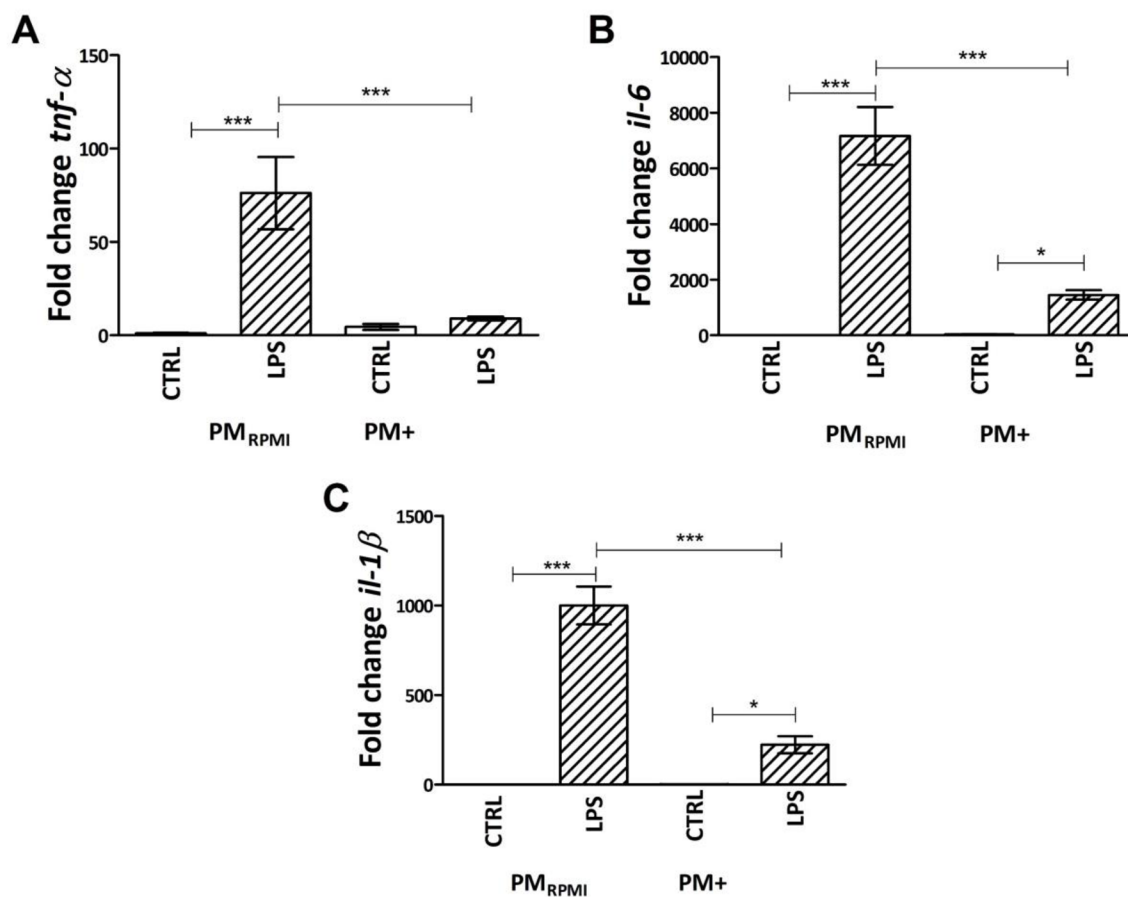 A
Fold change tnf-α
150
100
50
0
***
***
CTRL
LPS
CTRL
LPS
PMRPMI
PM+
B
Fold change il-6
10000
8000
6000
4000
2000
0
***
***
*
CTRL
LPS
CTRL
LPS
PMRPMI
PM+
C
Fold change il-1β
1500
1000
500
0
***
***
*
CTRL
LPS
CTRL
LPS
PMRPMI
PM+